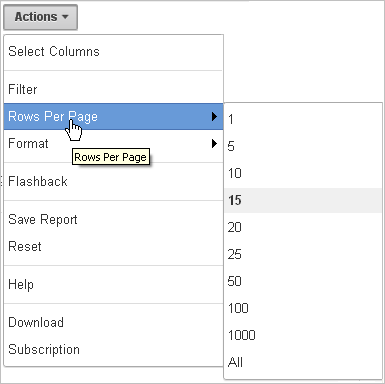 Actions
Select Columns
Filter
Rows Per Page
Format
Rows Per Page
Flashback
Save Report
Reset
Help
Download
Subscription
1
5
10
15
20
25
50
100
1000
All